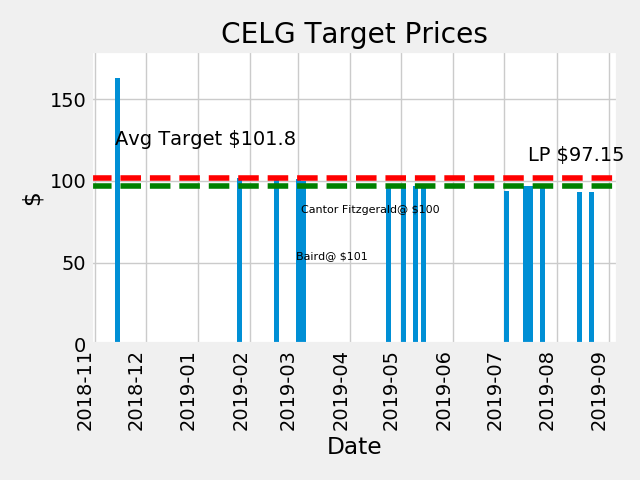 CELG Target Prices
$
150
100
50
0
Avg Target $101.8
LP $97.15
Cantor Fitzgerald@ $100
Baird@ $101
2018-11
2018-12
2019-01
2019-02
2019-03
2019-04
2019-05
2019-06
2019-07
2019-08
2019-09
Date